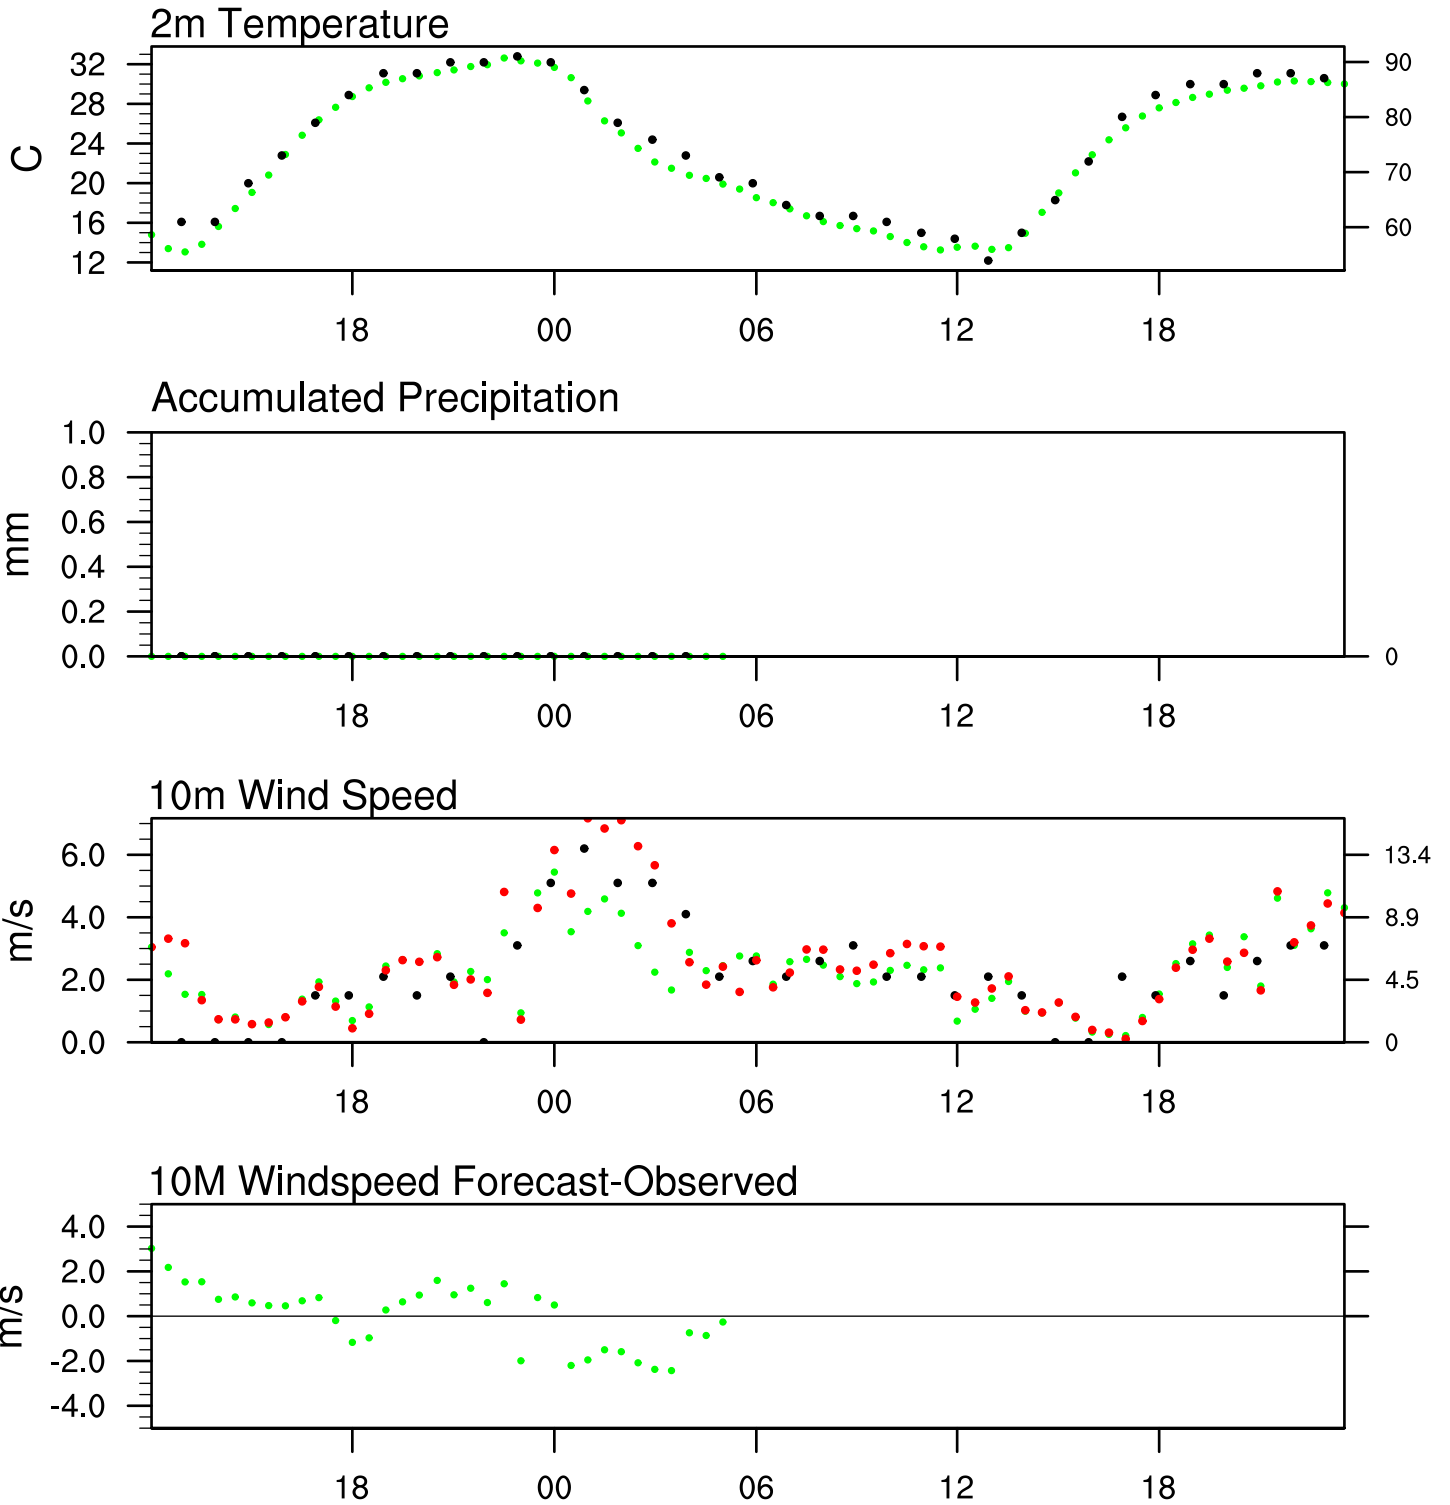 2m Temperature
32
28
24
20
16
12
C
90
80
70
60
18 00 06 12 18
Accumulated Precipitation
1.0
0.8
0.6
0.4
0.2
0.0
mm
0
18 00 06 12 18
10m Wind Speed
6.0
4.0
2.0
0.0
m/s
13.4
8.9
4.5
0
18 00 06 12 18
10M Windspeed Forecast-Observed
4.0
2.0
0.0
-2.0
-4.0
m/s
18 00 06 12 18